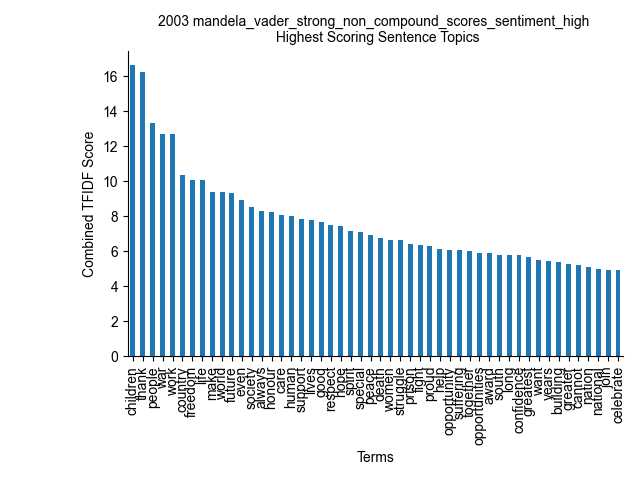 2003 mandela_vader_strong_non_compound_scores_sentiment_high
Highest Scoring Sentence Topics
Combined TFIDF Score
16
14
12
10
8
6
4
2
0
children
thank
people
war
work
country
freedom
life
make
world
future
even
society
always
honour
care
human
support
lives
good
respect
hope
spirit
special
peace
death
women
struggle
prison
fight
proud
help
opportunity
suffering
together
opportunities
award
south
long
confidence
greatest
want
years
building
greater
cannot
nation
national
join
celebrate
Terms